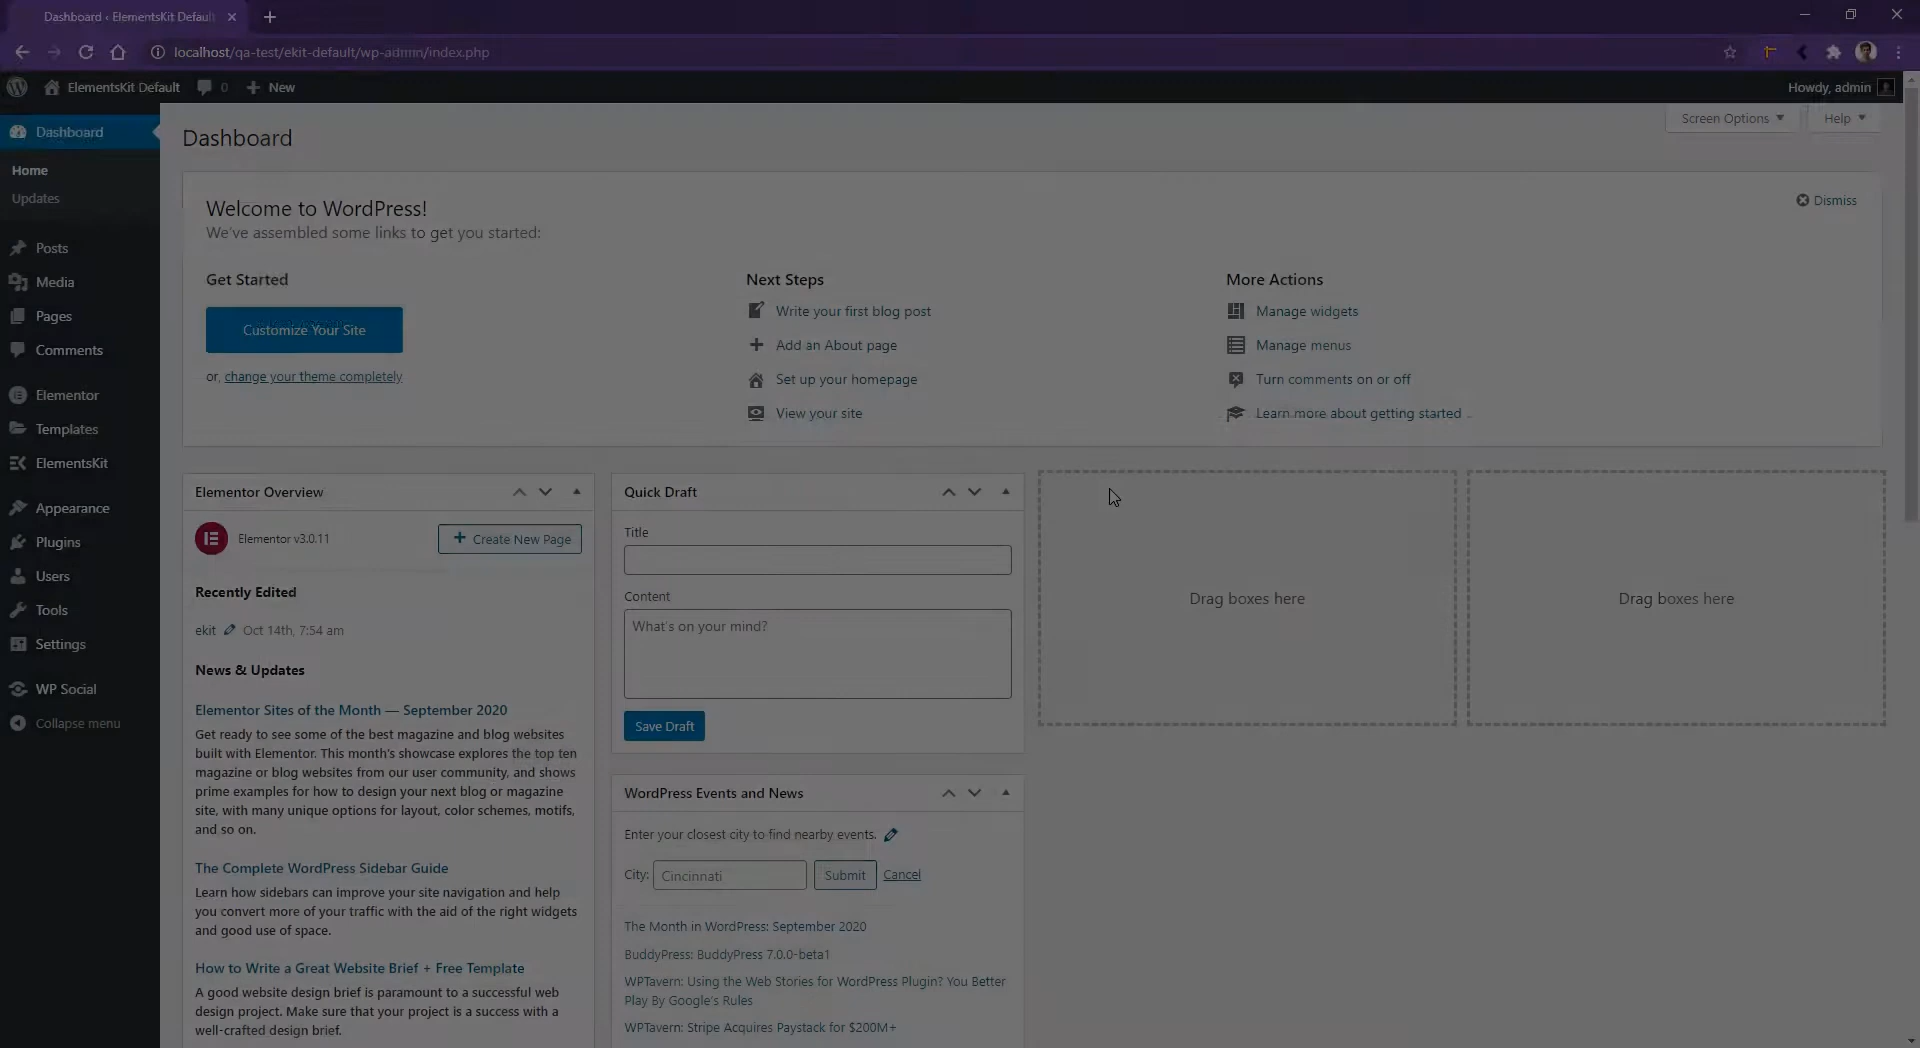 Dashboard ‹ ElementsKit Default
localhost/qa-test/ekit-default/wp-admin/index.php
ElementsKit Default
0
New
Howdy, admin
Dashboard
Home
Updates
Posts
Media
Pages
Comments
Elementor
Templates
ElementsKit
Appearance
Plugins
Users
Tools
Settings
WP Social
Collapse menu
Dashboard
Screen Options
Help
Welcome to WordPress!
We've assembled some links to get you started:
Dismiss
Get Started
Customize Your Site
or, change your theme completely
Next Steps
Write your first blog post
Add an About page
Set up your homepage
View your site
More Actions
Manage widgets
Manage menus
Turn comments on or off
Learn more about getting started
Elementor Overview
Elementor v3.0.11
Create New Page
Recently Edited
ekit Oct 14th, 7:54 am
News & Updates
Elementor Sites of the Month — September 2020
Get ready to see some of the best magazine and blog websites
built with Elementor. This month's showcase explores the top ten
magazine or blog websites from our user community, and shows
prime examples for how to design your next blog or magazine
site, with many unique options for layout, color schemes, motifs,
and so on.
The Complete WordPress Sidebar Guide
Learn how sidebars can improve your site navigation and help
you convert more of your traffic with the aid of the right widgets
and good use of space.
How to Write a Great Website Brief + Free Template
A good website design brief is paramount to a successful web
design project. Make sure that your project is a success with a
well-crafted design brief.
Quick Draft
Title
Content
What's on your mind?
Save Draft
WordPress Events and News
Enter your closest city to find nearby events.
City: Cincinnati Submit Cancel
The Month in WordPress: September 2020
BuddyPress: BuddyPress 7.0.0-beta1
WPTavern: Using the Web Stories for WordPress Plugin? You Better
Play By Google's Rules
WPTavern: Stripe Acquires Paystack for $200M+
Drag boxes here
Drag boxes here